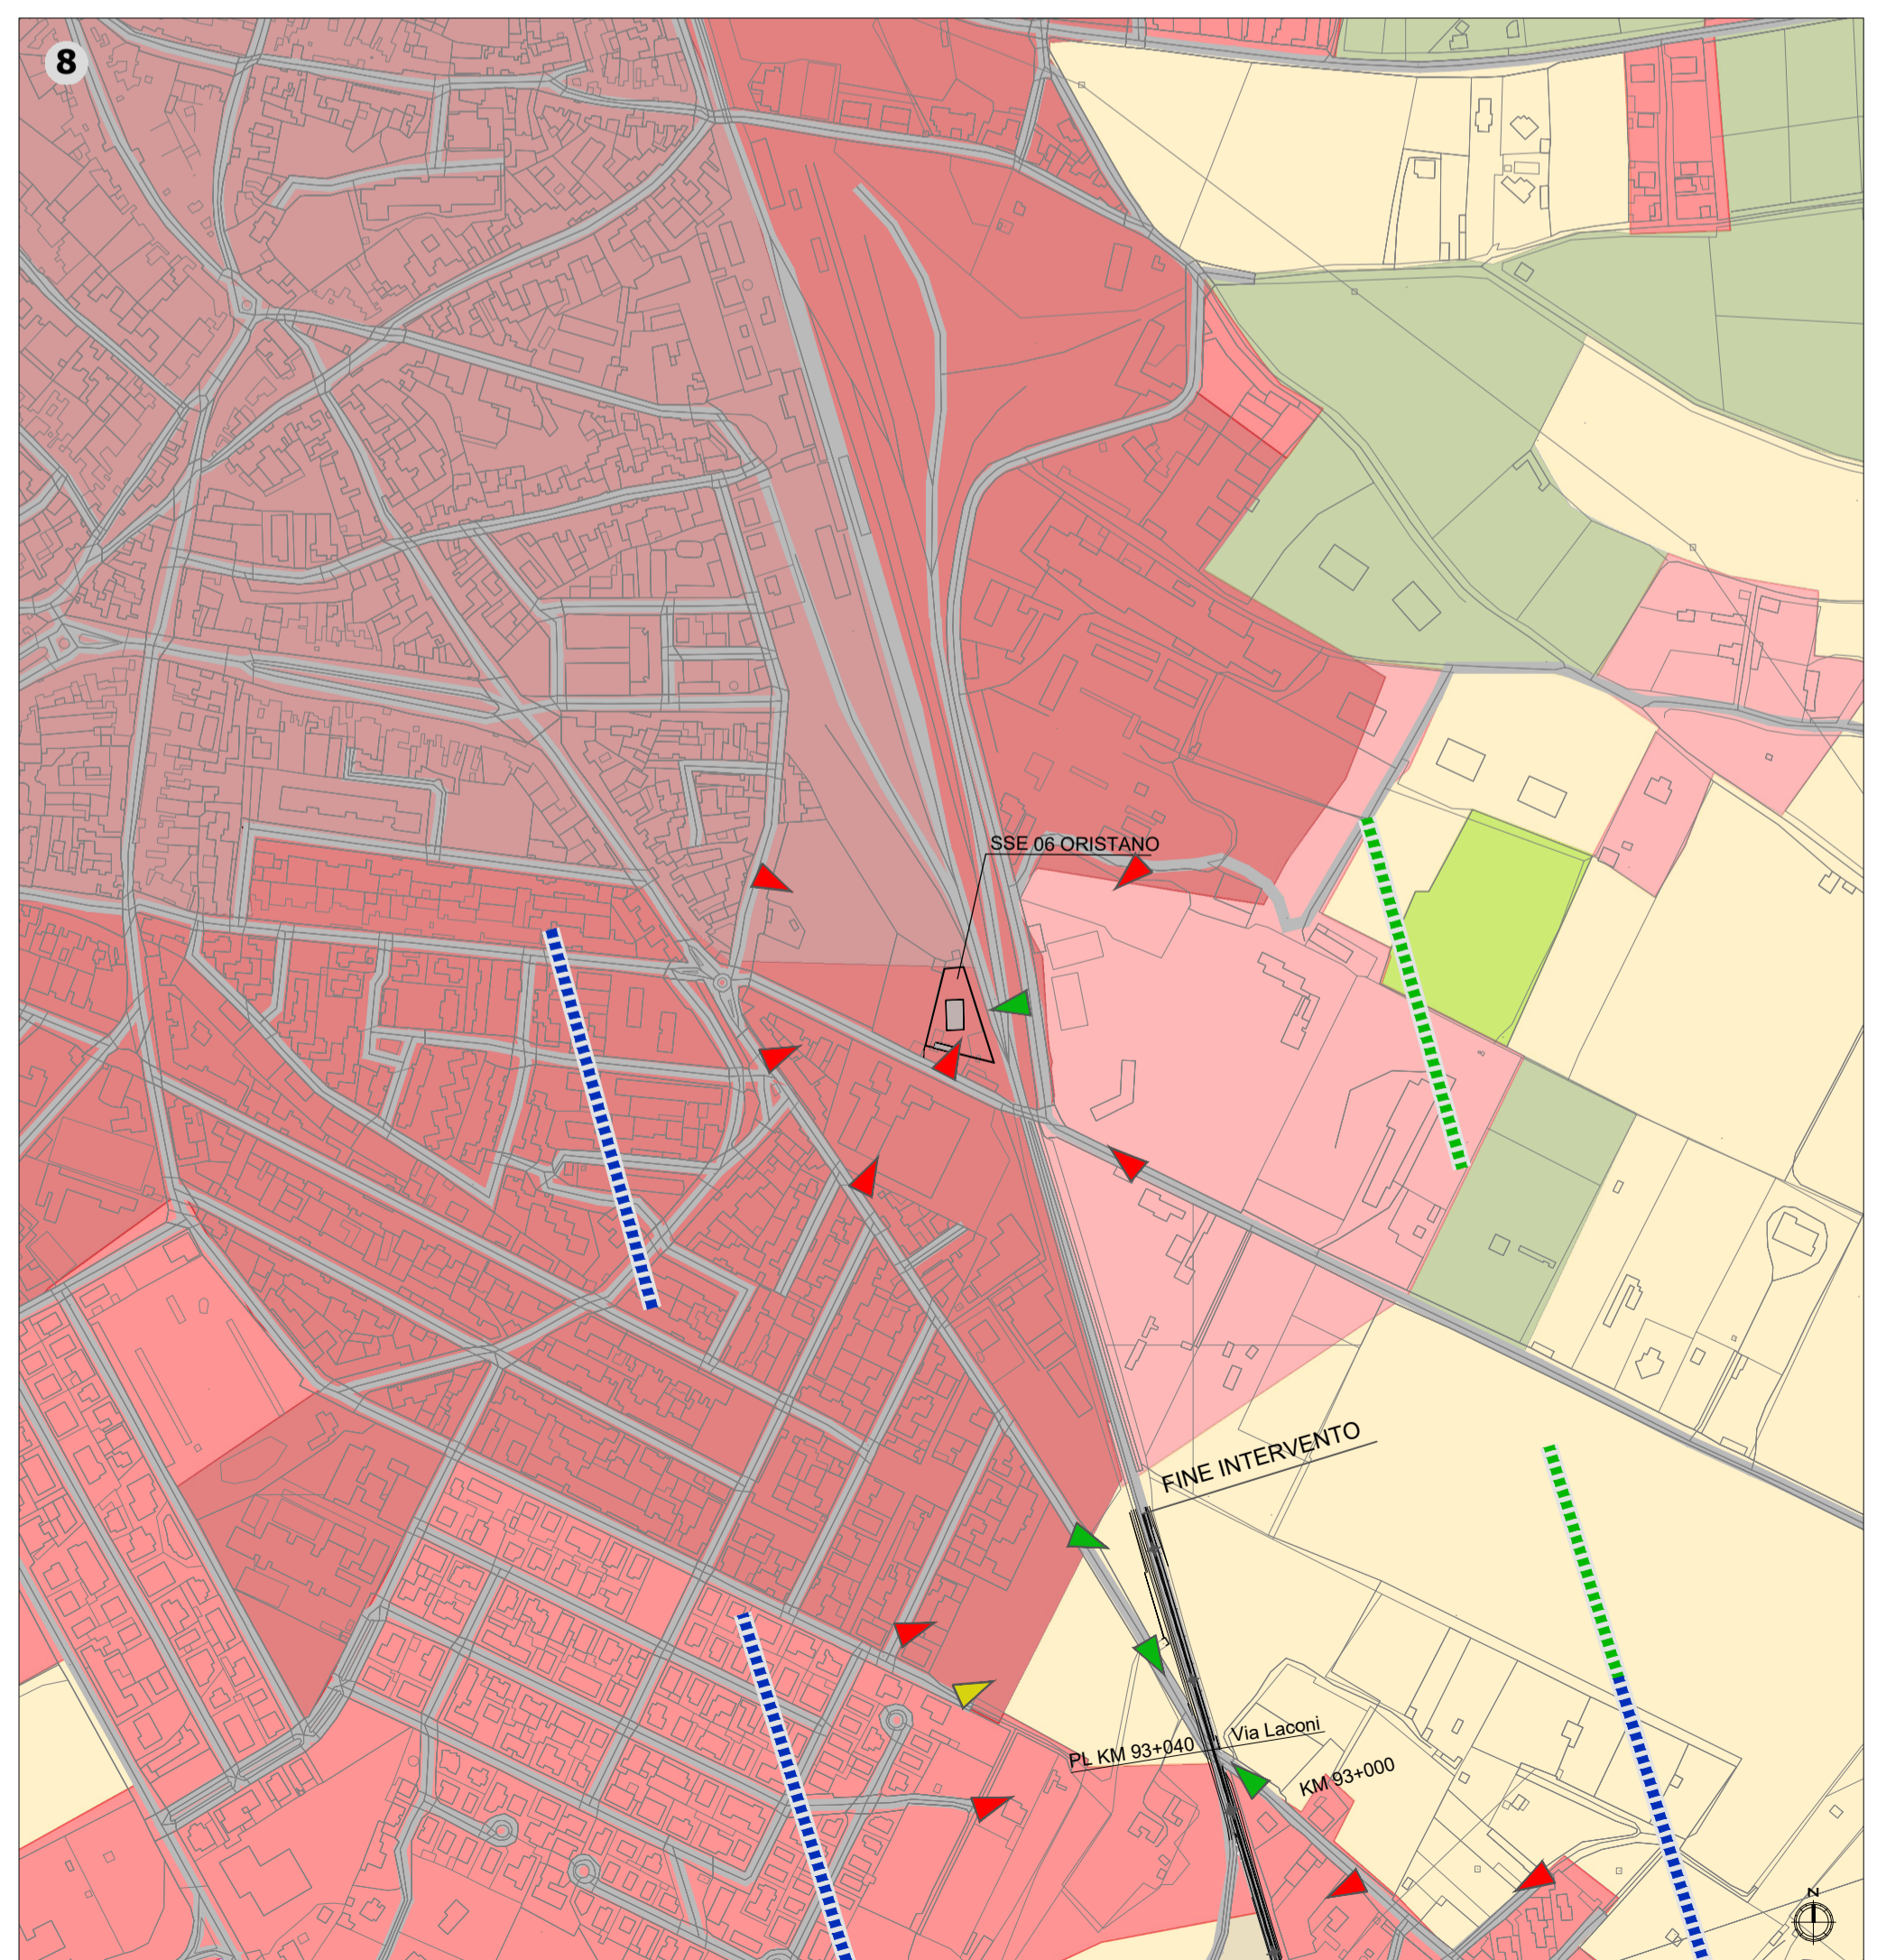 8
SSE 06 ORISTANO
FINE INTERVENTO
Via Laconi
PL KM 93+040
KM 93+000
N